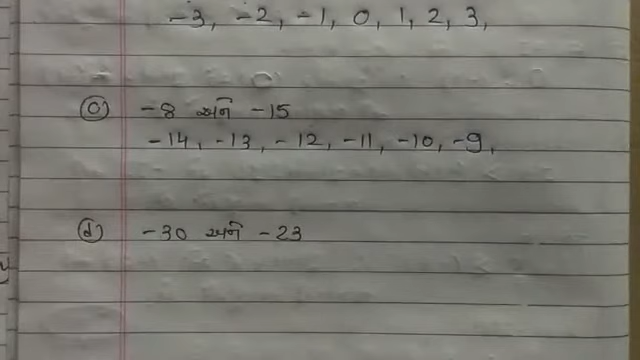 -3, -2, -1, 0, 1, 2, 3,
(c) -8 અને -15
-14, -13, -12, -11, -10, -9,
(d) -30 અને -23